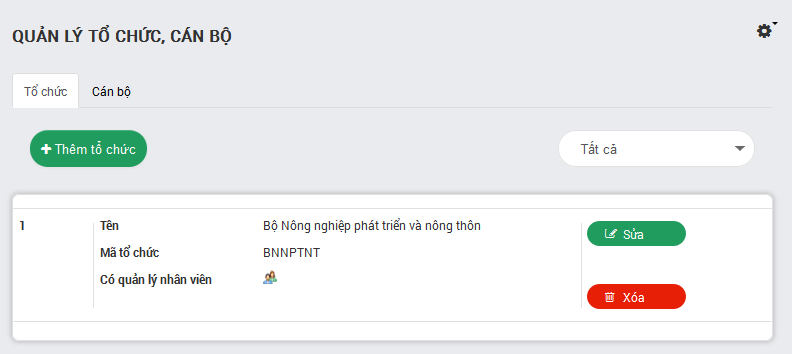 QUẢN LÝ TỔ CHỨC, CÁN BỘ
Tổ chức Cán bộ
Thêm tổ chức Tất cả
1 Tên Bộ Nông nghiệp phát triển và nông thôn Sửa
Mã tổ chức BNNPTNT
Có quản lý nhân viên
Xóa